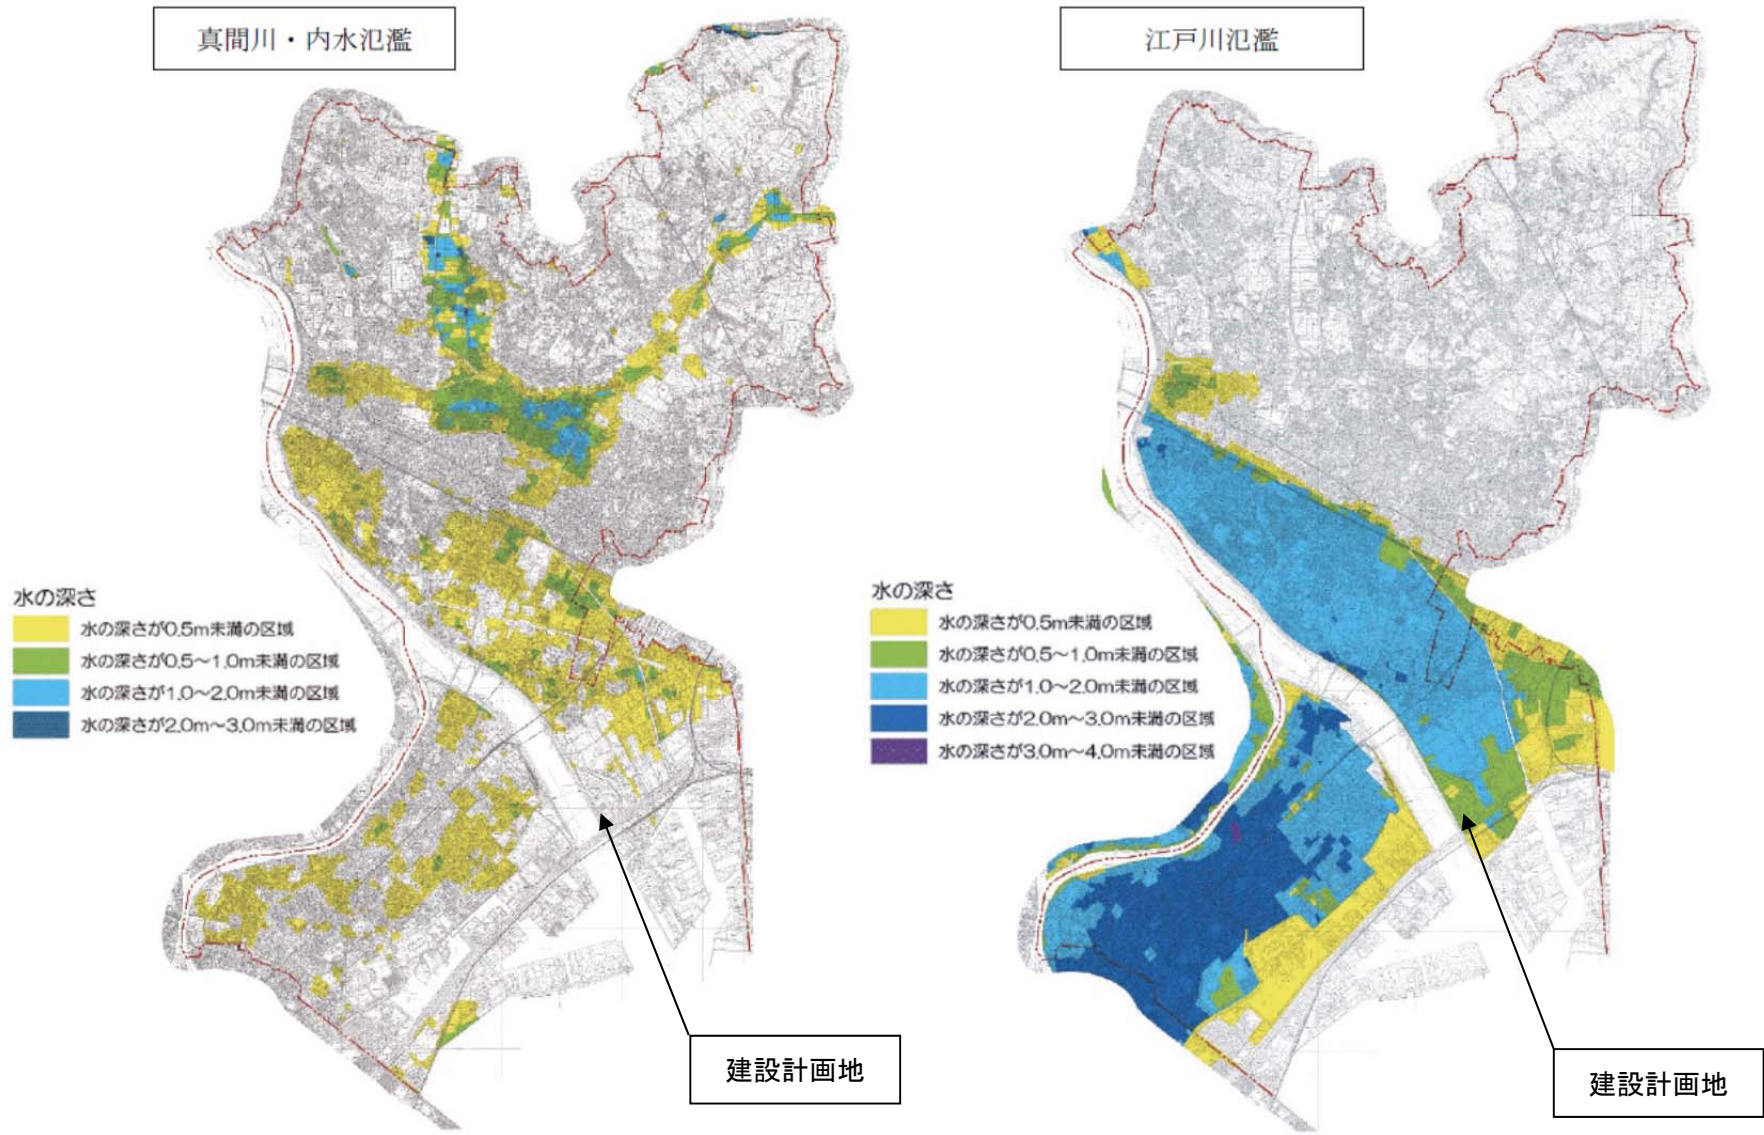 真間川・内水氾濫
水の深さ
水の深さが0.5m未満の区域
水の深さが0.5～1.0m未満の区域
水の深さが1.0～2.0m未満の区域
水の深さが2.0m～3.0m未満の区域
建設計画地
江戸川氾濫
水の深さ
水の深さが0.5m未満の区域
水の深さが0.5～1.0m未満の区域
水の深さが1.0～2.0m未満の区域
水の深さが2.0m～3.0m未満の区域
水の深さが3.0m～4.0m未満の区域
建設計画地